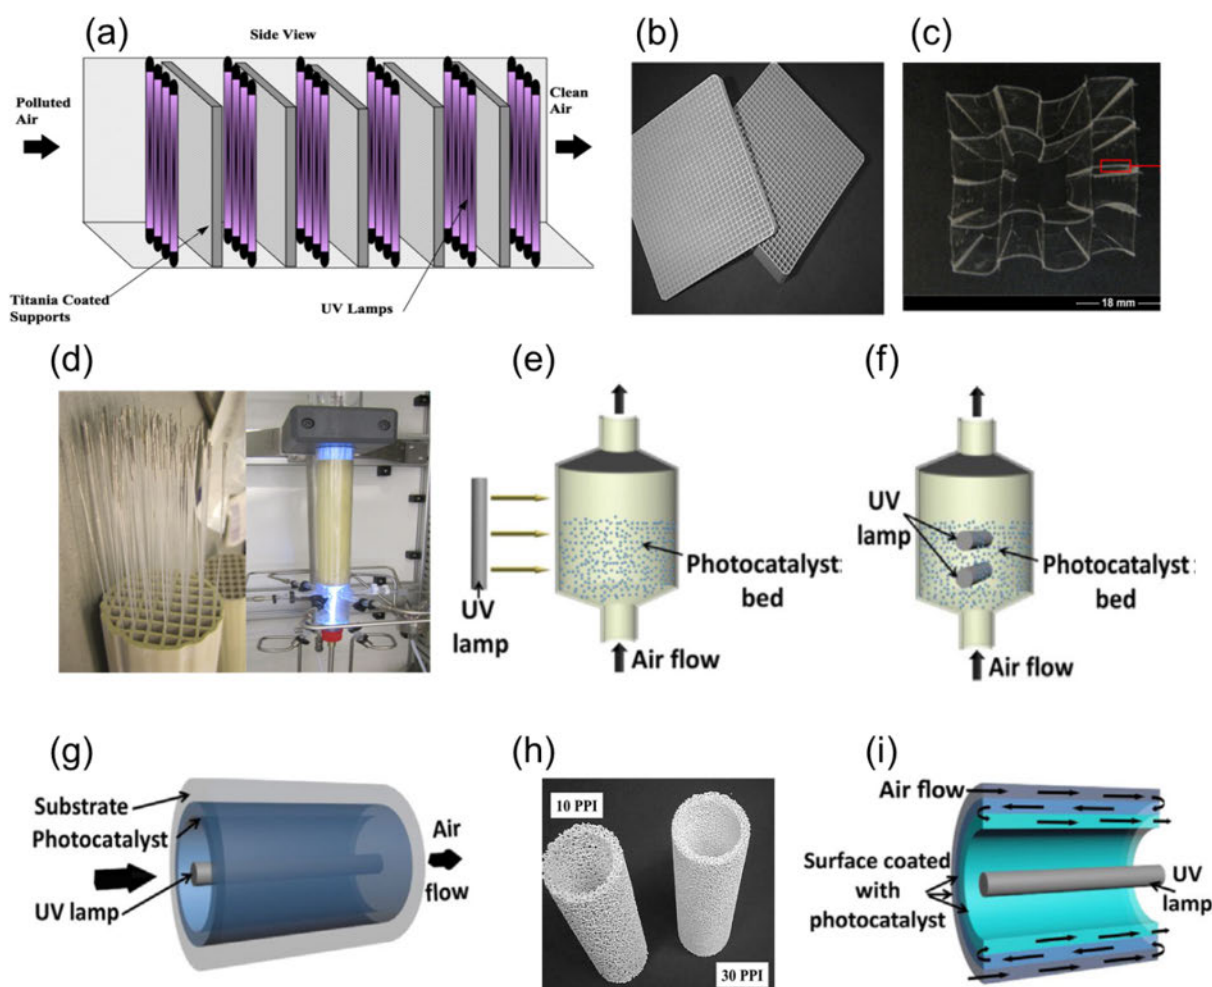 (a)
Side View
Polluted
Air
Clean
Air
Titania Coated
Supports
UV Lamps
(b)
(c)
18 mm
(d)
(e)
UV
lamp
Photocatalyst
bed
Air flow
(f)
UV
lamp
Photocatalyst
bed
Air flow
(g)
Substrate
Photocatalyst
UV lamp
Air
flow
(h)
10 PPI
30 PPI
(i)
Air flow
Surface coated
with
photocatalyst
UV
lamp